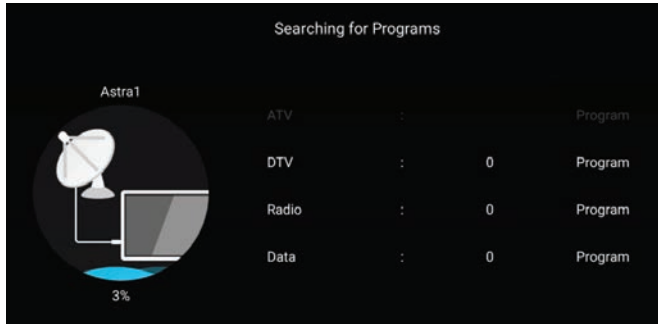 Searching for Programs
Astra1
ATV : Program
DTV : 0 Program
Radio : 0 Program
Data : 0 Program
3%